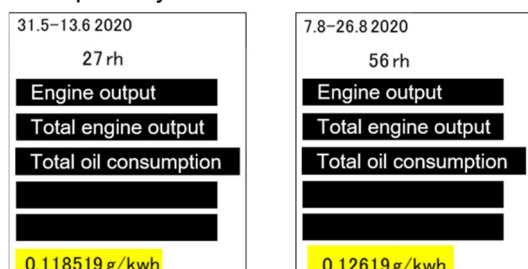 31.5-13.6 2020
27 rh
Engine output
Total engine output
Total oil consumption
0.118519 g/kwh
7.8-26.8 2020
56 rh
Engine output
Total engine output
Total oil consumption
0.12619 g/kwh